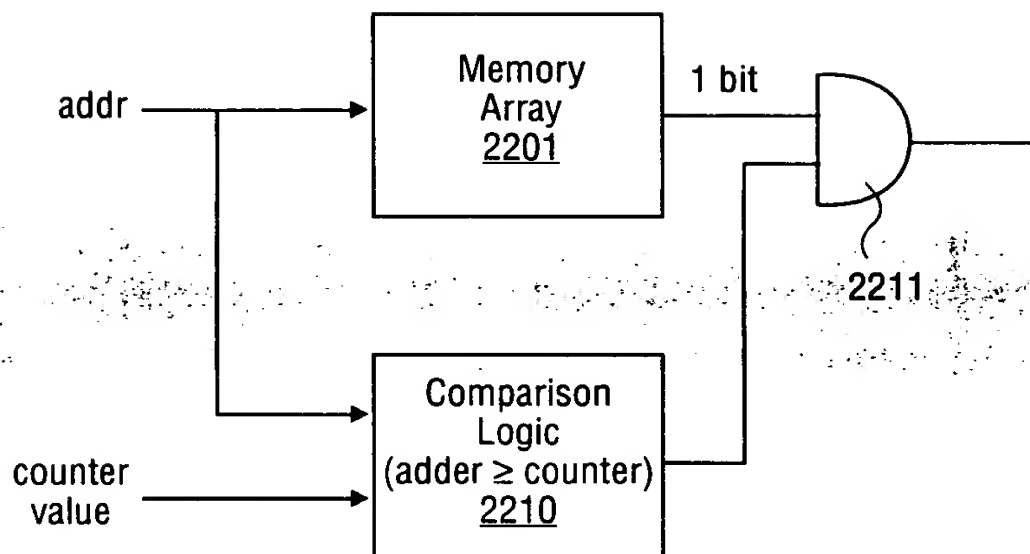 addr
Memory
Array
2201
1 bit
2211
counter
value
Comparison
Logic
(adder ≥ counter)
2210